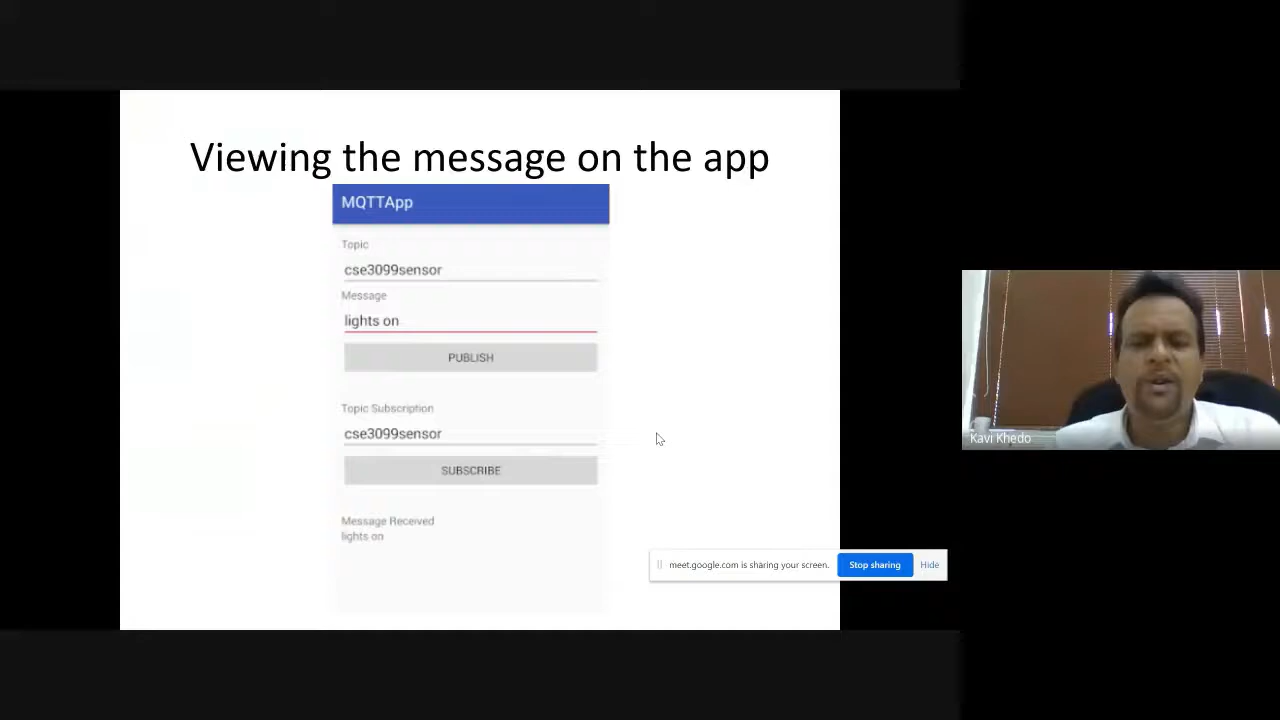 Viewing the message on the app
MQTTApp
Topic
cse3099sensor
Message
lights on
PUBLISH
Topic Subscription
cse3099sensor
SUBSCRIBE
Message Received
lights on
meet.google.com is sharing your screen.
Stop sharing
Hide
Kavi Khedo